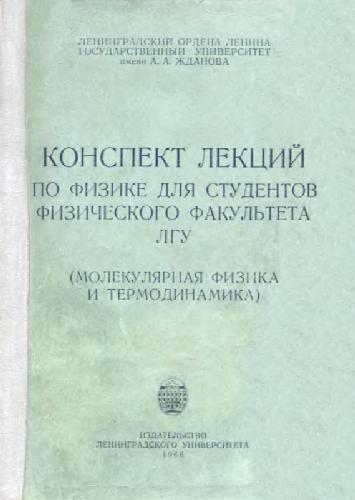 ЛЕНИНГРАДСКИЙ ОРДЕНА ЛЕНИНА
ГОСУДАРСТВЕННЫЙ УНИВЕРСИТЕТ
имени А. А. ЖДАНОВА
КОНСПЕКТ ЛЕКЦИЙ
ПО ФИЗИКЕ ДЛЯ СТУДЕНТОВ
ФИЗИЧЕСКОГО ФАКУЛЬТЕТА
ЛГУ
(МОЛЕКУЛЯРНАЯ ФИЗИКА
И ТЕРМОДИНАМИКА)
ИЗДАТЕЛЬСТВО
ЛЕНИНГРАДСКОГО УНИВЕРСИТЕТА
1966